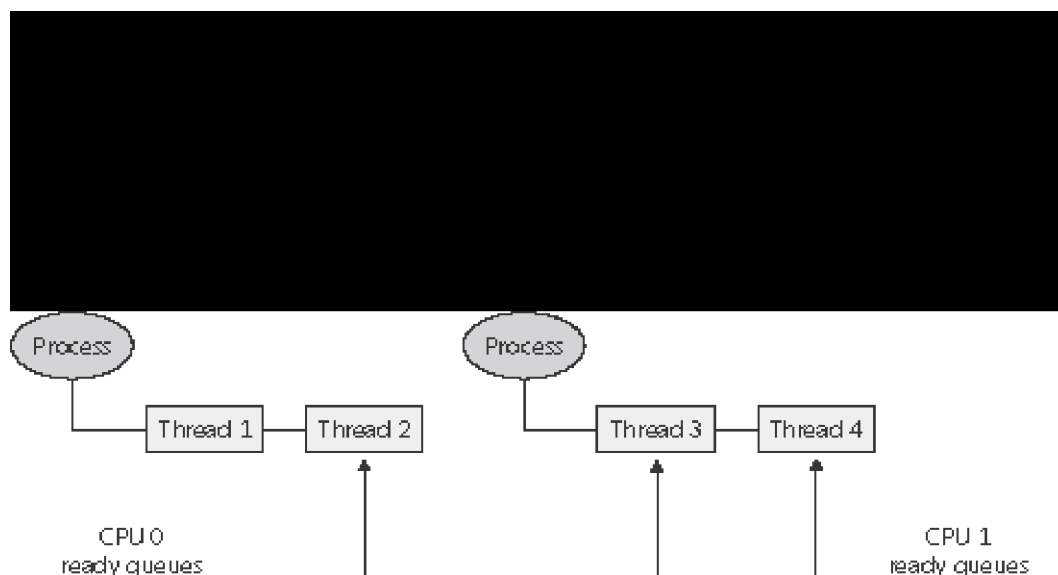 Process
Process
Thread 1
Thread 2
Thread 3
Thread 4
CPU 0
ready queues
CPU 1
ready queues